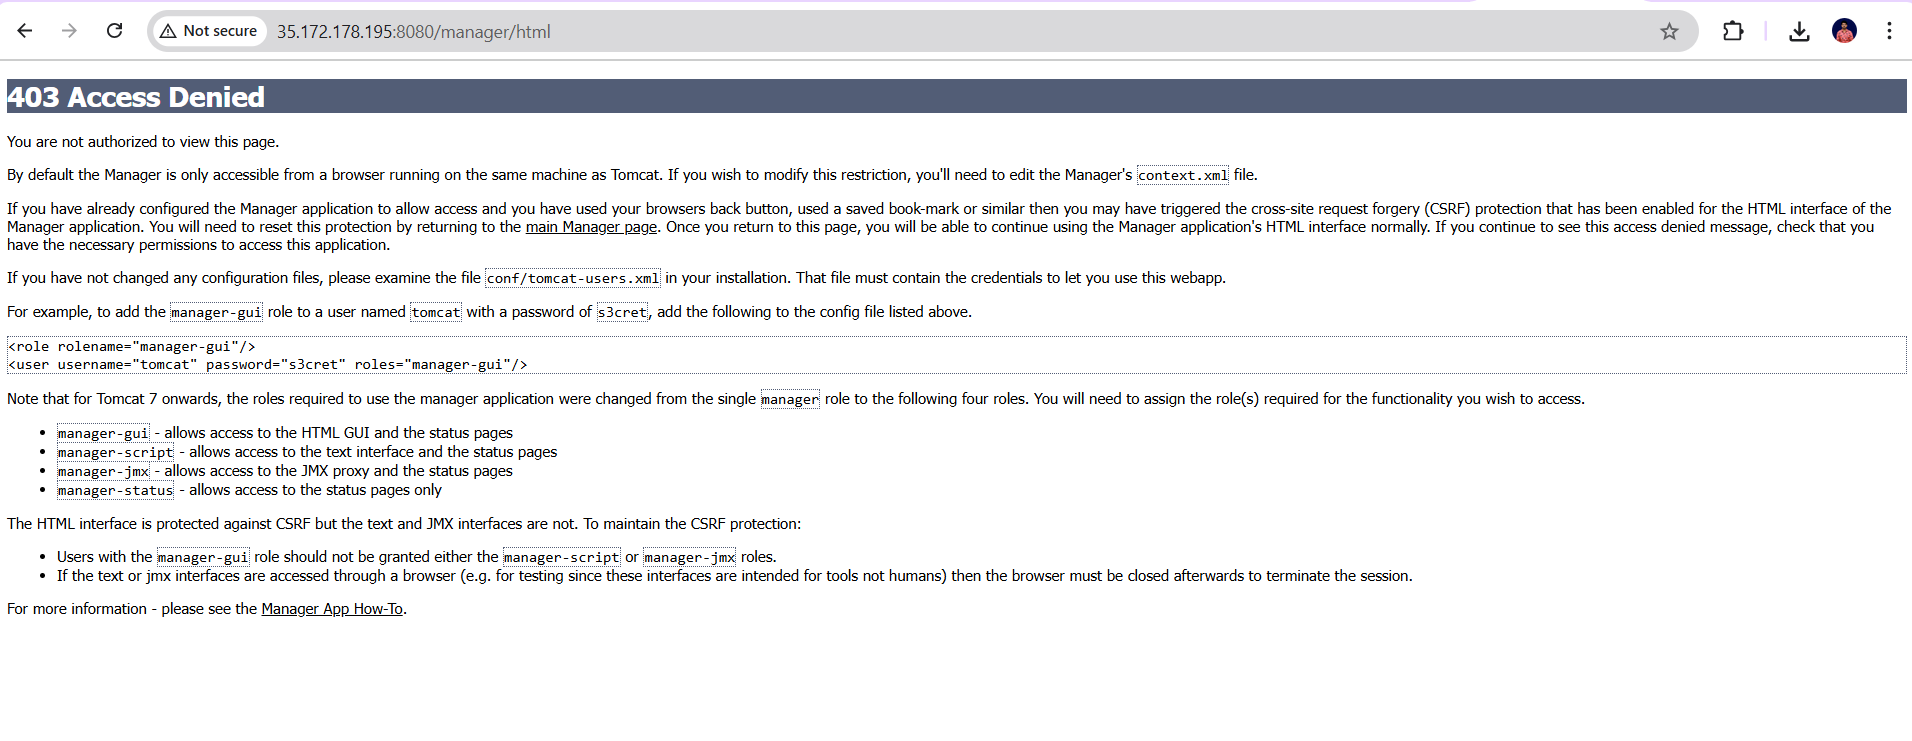 Not secure 35.172.178.195:8080/manager/html
403 Access Denied
You are not authorized to view this page.
By default the Manager is only accessible from a browser running on the same machine as Tomcat. If you wish to modify this restriction, you'll need to edit the Manager's context.xml file.
If you have already configured the Manager application to allow access and you have used your browsers back button, used a saved book-mark or similar then you may have triggered the cross-site request forgery (CSRF) protection that has been enabled for the HTML interface of the
Manager application. You will need to reset this protection by returning to the main Manager page. Once you return to this page, you will be able to continue using the Manager application's HTML interface normally. If you continue to see this access denied message, check that you
have the necessary permissions to access this application.
If you have not changed any configuration files, please examine the file conf/tomcat-users.xml in your installation. That file must contain the credentials to let you use this webapp.
For example, to add the manager-gui role to a user named tomcat with a password of s3cret, add the following to the config file listed above.
<role rolename="manager-gui"/>
<user username="tomcat" password="s3cret" roles="manager-gui"/>
Note that for Tomcat 7 onwards, the roles required to use the manager application were changed from the single manager role to the following four roles. You will need to assign the role(s) required for the functionality you wish to access.
• manager-gui - allows access to the HTML GUI and the status pages
• manager-script - allows access to the text interface and the status pages
• manager-jmx - allows access to the JMX proxy and the status pages
• manager-status - allows access to the status pages only
The HTML interface is protected against CSRF but the text and JMX interfaces are not. To maintain the CSRF protection:
• Users with the manager-gui role should not be granted either the manager-script or manager-jmx roles.
• If the text or jmx interfaces are accessed through a browser (e.g. for testing since these interfaces are intended for tools not humans) then the browser must be closed afterwards to terminate the session.
For more information - please see the Manager App How-To.